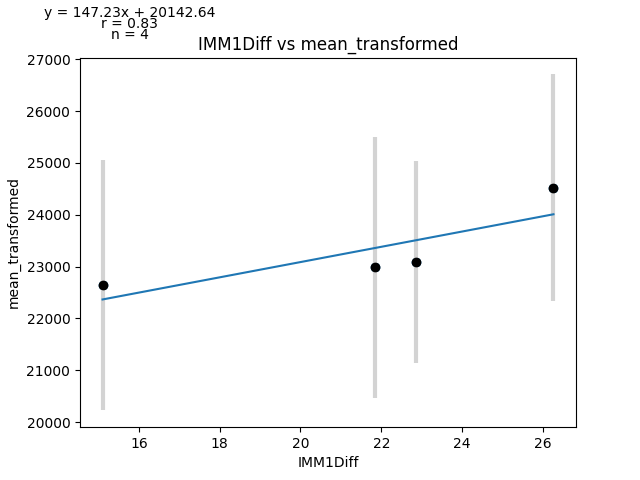 y = 147.23x + 20142.64
r = 0.83
n = 4
IMM1Diff vs mean_transformed
27000
26000
25000
24000
23000
22000
21000
20000
mean_transformed
16 18 20 22 24 26
IMM1Diff